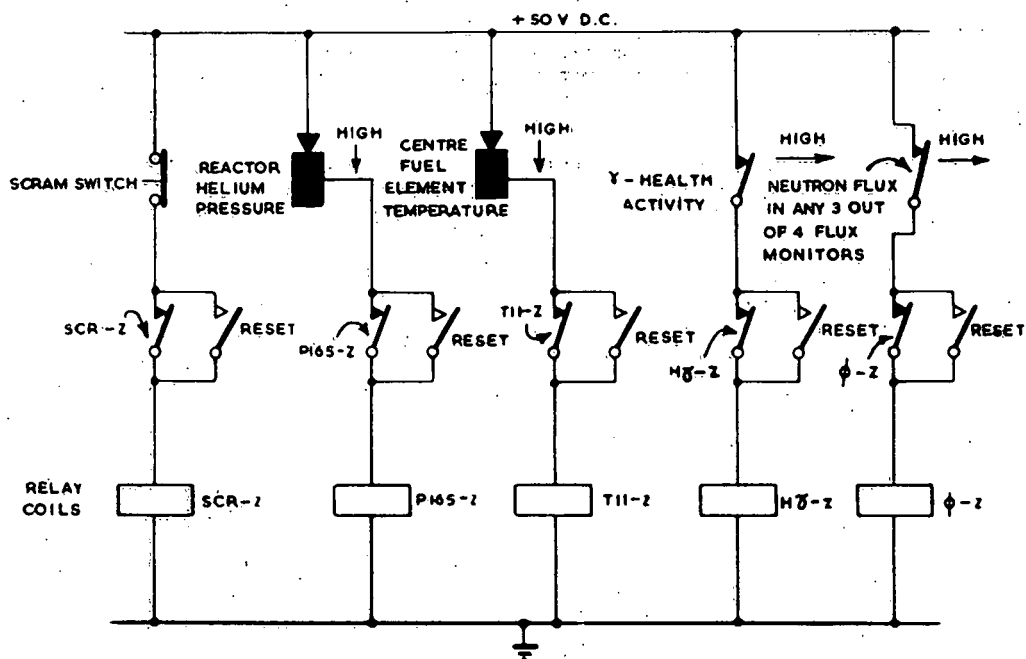 +50 V D.C.
SCRAM SWITCH
REACTOR
HELIUM
PRESSURE
HIGH
CENTRE
FUEL
ELEMENT
TEMPERATURE
HIGH
γ-HEALTH
ACTIVITY
HIGH
NEUTRON FLUX
IN ANY 3 OUT
OF 4 FLUX
MONITORS
HIGH
SCR-Z
RESET
P165-Z
RESET
T11-Z
RESET
Hγ-Z
RESET
ϕ-Z
RESET
RELAY
COILS
SCR-Z
P165-Z
T11-Z
Hγ-Z
ϕ-Z